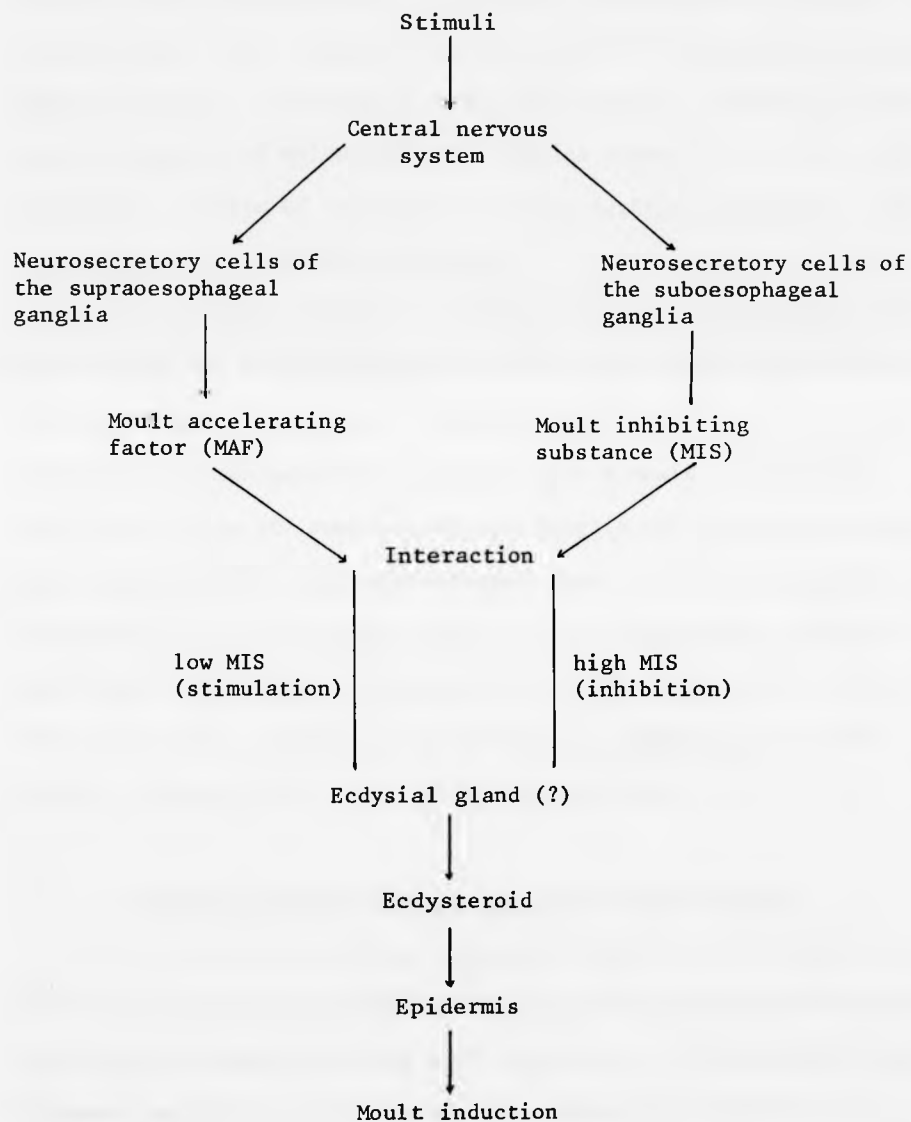 Stimuli
Central nervous
system
Neurosecretory cells of
the supraoesophageal
ganglia
Neurosecretory cells of
the suboesophageal
ganglia
Moult accelerating
factor (MAF)
Moult inhibiting
substance (MIS)
Interaction
low MIS
(stimulation)
high MIS
(inhibition)
Ecdysial gland (?)
Ecdysteroid
Epidermis
Moult induction